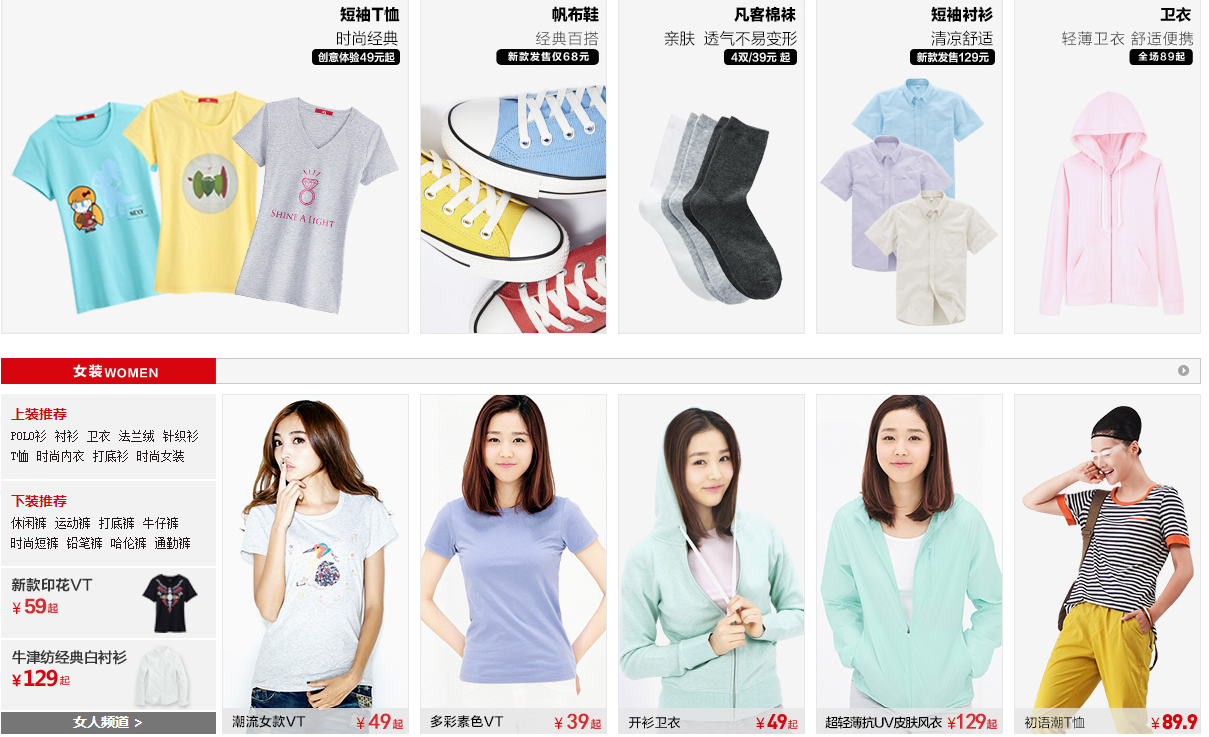 短袖T恤
时尚经典
创意体验49元起
帆布鞋
经典百搭
新款发售仅68元
凡客棉袜
亲肤 透气不易变形
4双/39元 起
短袖衬衫
清凉舒适
新款发售129元
卫衣
轻薄卫衣 舒适便携
全场89起
SHINE A LIGHT
女装WOMEN
上装推荐
POLO衫 衬衫 卫衣 法兰绒 针织衫
T恤 时尚内衣 打底衫 时尚女装
下装推荐
休闲裤 运动裤 打底裤 牛仔裤
时尚短裤 铅笔裤 哈伦裤 通勤裤
新款印花VT
¥59起
牛津纺经典白衬衫
¥129起
女人频道 >
潮流女款VT ¥49起
多彩素色VT ¥39起
开衫卫衣 ¥49起
超轻薄抗UV皮肤风衣 ¥129起
初语潮T恤 ¥89.9